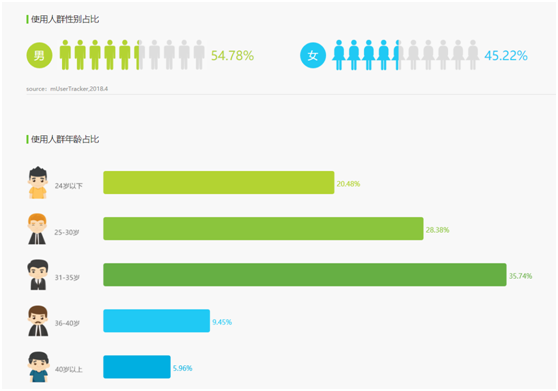 使用人群性别占比
男 54.78% 女 45.22%
source: mUserTracker,2018.4
使用人群年龄占比
24岁以下 20.48%
25-30岁 28.38%
31-35岁 35.74%
36-40岁 9.45%
40岁以上 5.96%